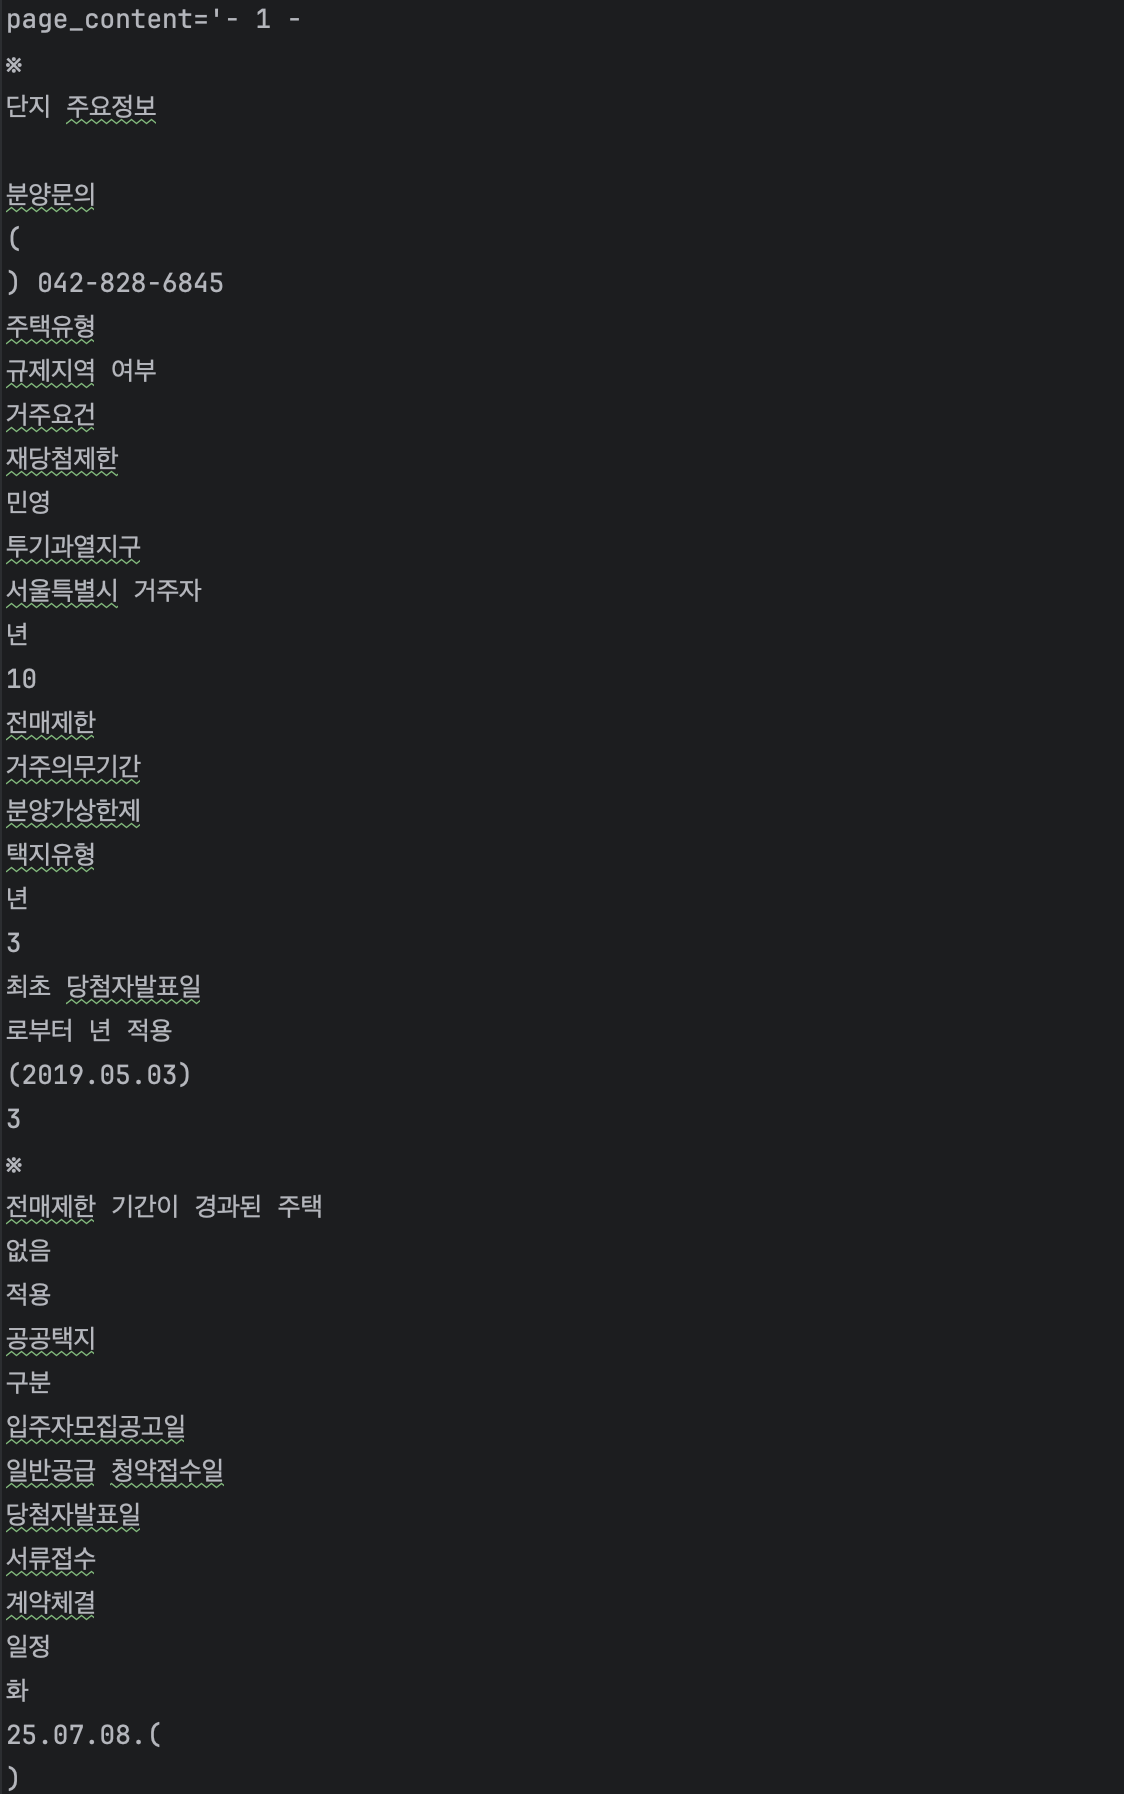 page_content='- 1 -
※
단지 주요정보
분양문의
(
) 042-828-6845
주택유형
규제지역 여부
거주요건
재당첨제한
민영
투기과열지구
서울특별시 거주자
년
10
전매제한
거주의무기간
분양가상한제
택지유형
년
3
최초 당첨자발표일
로부터 년 적용
(2019.05.03)
3
※
전매제한 기간이 경과된 주택
없음
적용
공공택지
구분
입주자모집공고일
일반공급 청약접수일
당첨자발표일
서류접수
계약체결
일정
화
25.07.08.(
)